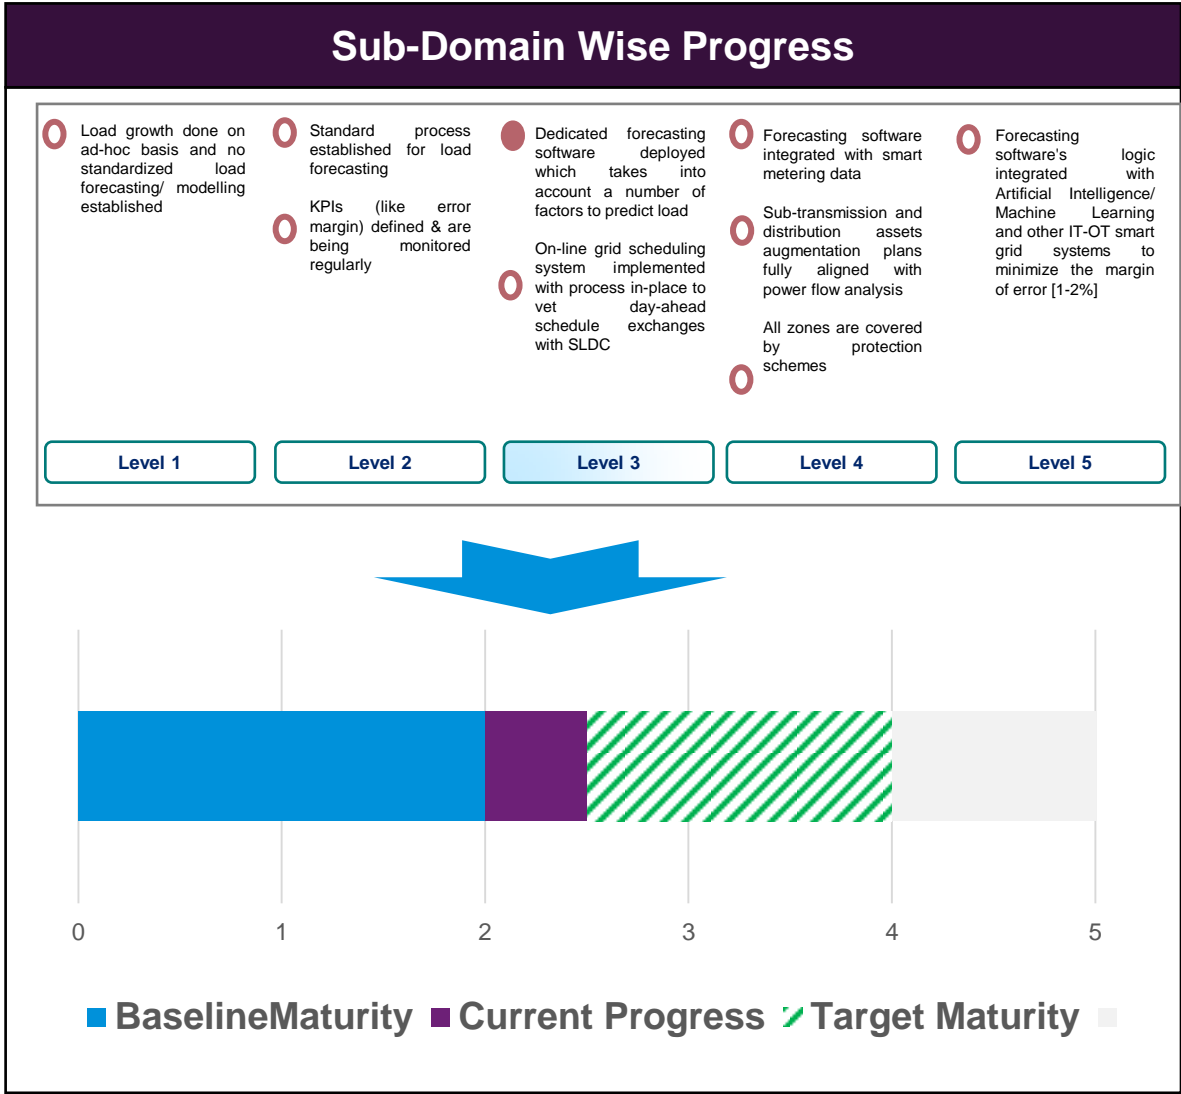 Sub-Domain Wise Progress
Load growth done on
ad-hoc basis and no
standardized load
forecasting/ modelling
established
Standard process
established for load
forecasting
KPIs (like error
margin) defined & are
being monitored
regularly
Dedicated forecasting
software deployed
which takes into
account a number of
factors to predict load
On-line grid scheduling
system implemented
with process in-place to
vet day-ahead
schedule exchanges
with SLDC
Forecasting software
integrated with smart
metering data
Sub-transmission and
distribution assets
augmentation plans
fully aligned with
power flow analysis
All zones are covered
by protection
schemes
Forecasting
software's logic
integrated with
Artificial Intelligence/
Machine Learning
and other IT-OT smart
grid systems to
minimize the margin
of error [1-2%]
Level 1
Level 2
Level 3
Level 4
Level 5
0
1
2
3
4
5
BaselineMaturity
Current Progress
Target Maturity